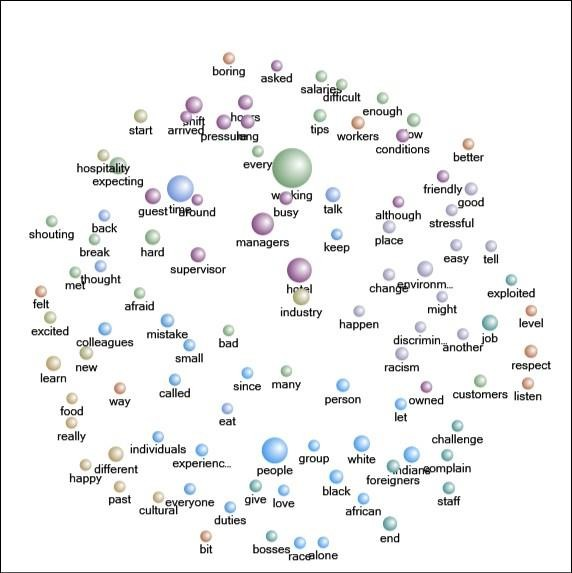 boring
asked
salaries
difficult
enough
shift
hours
start
arrived
pressure
long
tips
workers
low
conditions
better
hospitality
expecting
every
working
friendly
good
guest
time
around
busy
talk
although
stressful
shouting
back
break
hard
managers
keep
place
easy
tell
met
thought
supervisor
hotel
change
environm...
exploited
felt
afraid
industry
might
excited
colleagues
mistake
bad
happen
discrimin...
another
job
level
small
racism
learn
new
called
since
many
person
owned
customers
respect
listen
food
way
eat
let
really
individuals
experienc...
people
group
white
indians
foreigners
challenge
complain
happy
different
past
cultural
everyone
duties
give
love
black
african
staff
end
bit
bosses
race
alone